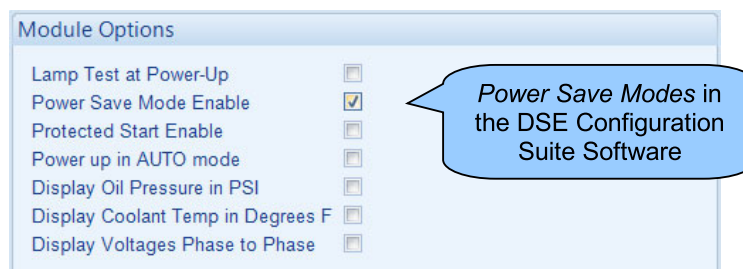 Module Options
Lamp Test at Power-Up
Power Save Mode Enable
Protected Start Enable
Power up in AUTO mode
Display Oil Pressure in PSI
Display Coolant Temp in Degrees F
Display Voltages Phase to Phase
Power Save Modes in
the DSE Configuration
Suite Software